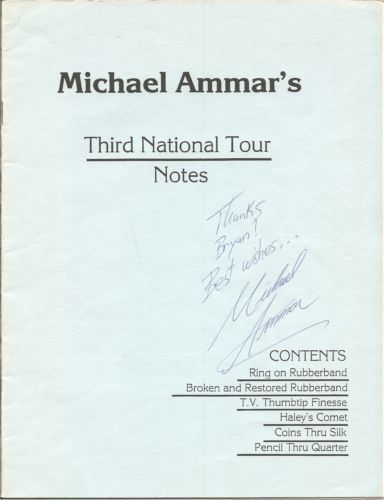 Michael Ammar's
Third National Tour
Notes
Thanks
Bryan!
Best wishes...
Michael
Ammar
CONTENTS
Ring on Rubberband
Broken and Restored Rubberband
T.V. Thumbtip Finesse
Haley's Comet
Coins Thru Silk
Pencil Thru Quarter